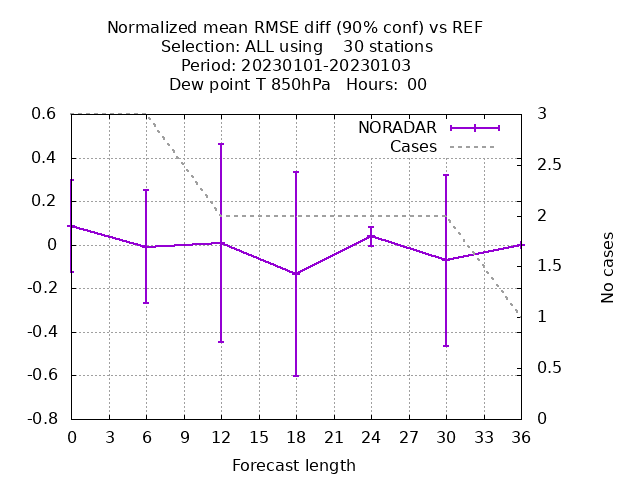 Normalized mean RMSE diff (90% conf) vs REF
Selection: ALL using    30 stations
Period: 20230101-20230103
Dew point T 850hPa   Hours:  00
NORADAR
Cases
0.6
0.4
0.2
0
-0.2
-0.4
-0.6
-0.8
3
2.5
2
1.5
1
0.5
0
No cases
0 3 6 9 12 15 18 21 24 27 30 33 36
Forecast length